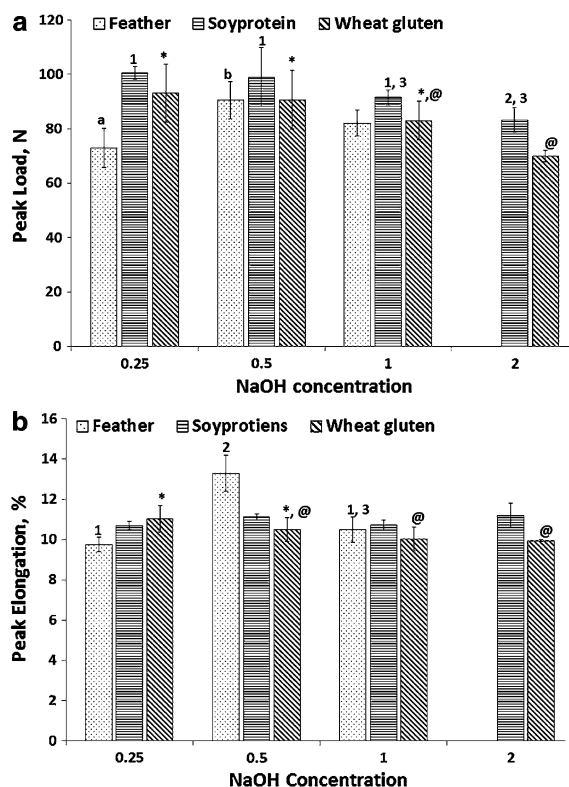 a
Feather Soyprotein Wheat gluten
Peak Load, N
120
100
80
60
40
20
0
a 1 *
b 1 *
1, 3 *,@
2, 3 @
0.25 0.5 1 2
NaOH concentration
b
Feather Soyprotiens Wheat gluten
Peak Elongation, %
16
14
12
10
8
6
4
2
0
1 *
2 *, @
1, 3 @
@
0.25 0.5 1 2
NaOH Concentration